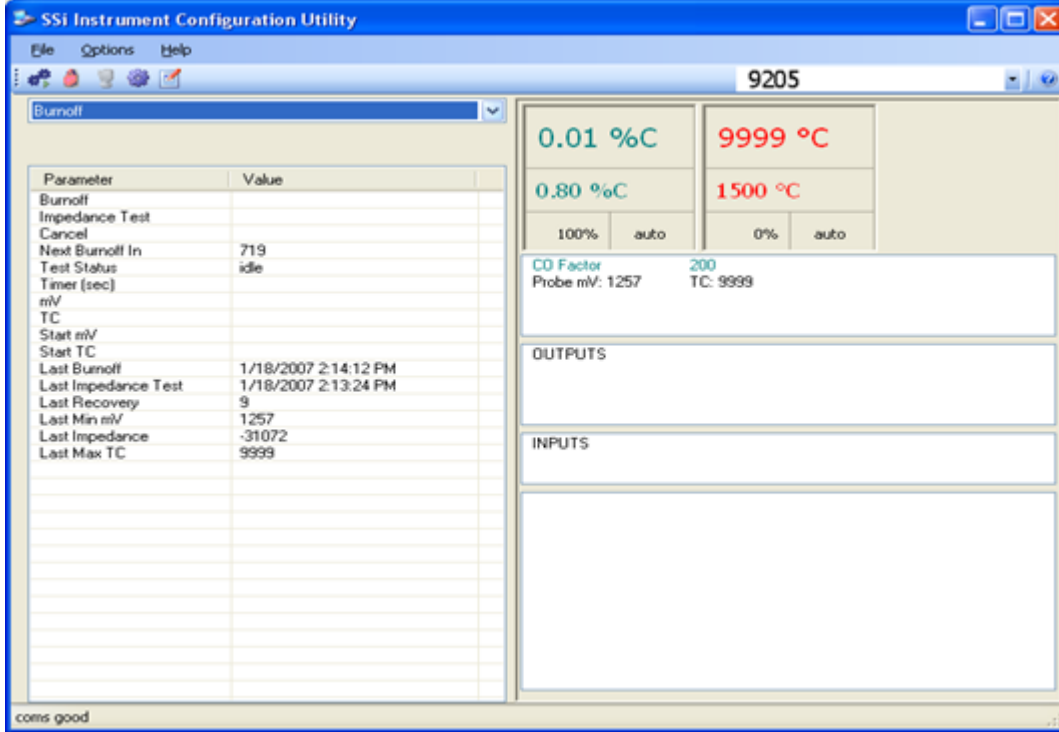 SSi Instrument Configuration Utility
File Options Help
9205
Burnoff
Parameter Value
Burnoff
Impedance Test
Cancel
Next Burnoff In 719
Test Status idle
Timer (sec)
mV
TC
Start mV
Start TC
Last Burnoff 1/18/2007 2:14:12 PM
Last Impedance Test 1/18/2007 2:13:24 PM
Last Recovery 9
Last Min mV 1257
Last Impedance -31072
Last Max TC 9999
0.01 %C 9999 °C
0.80 %C 1500 °C
100% auto 0% auto
CO Factor 200
Probe mV: 1257 TC: 9999
OUTPUTS
INPUTS
coms good